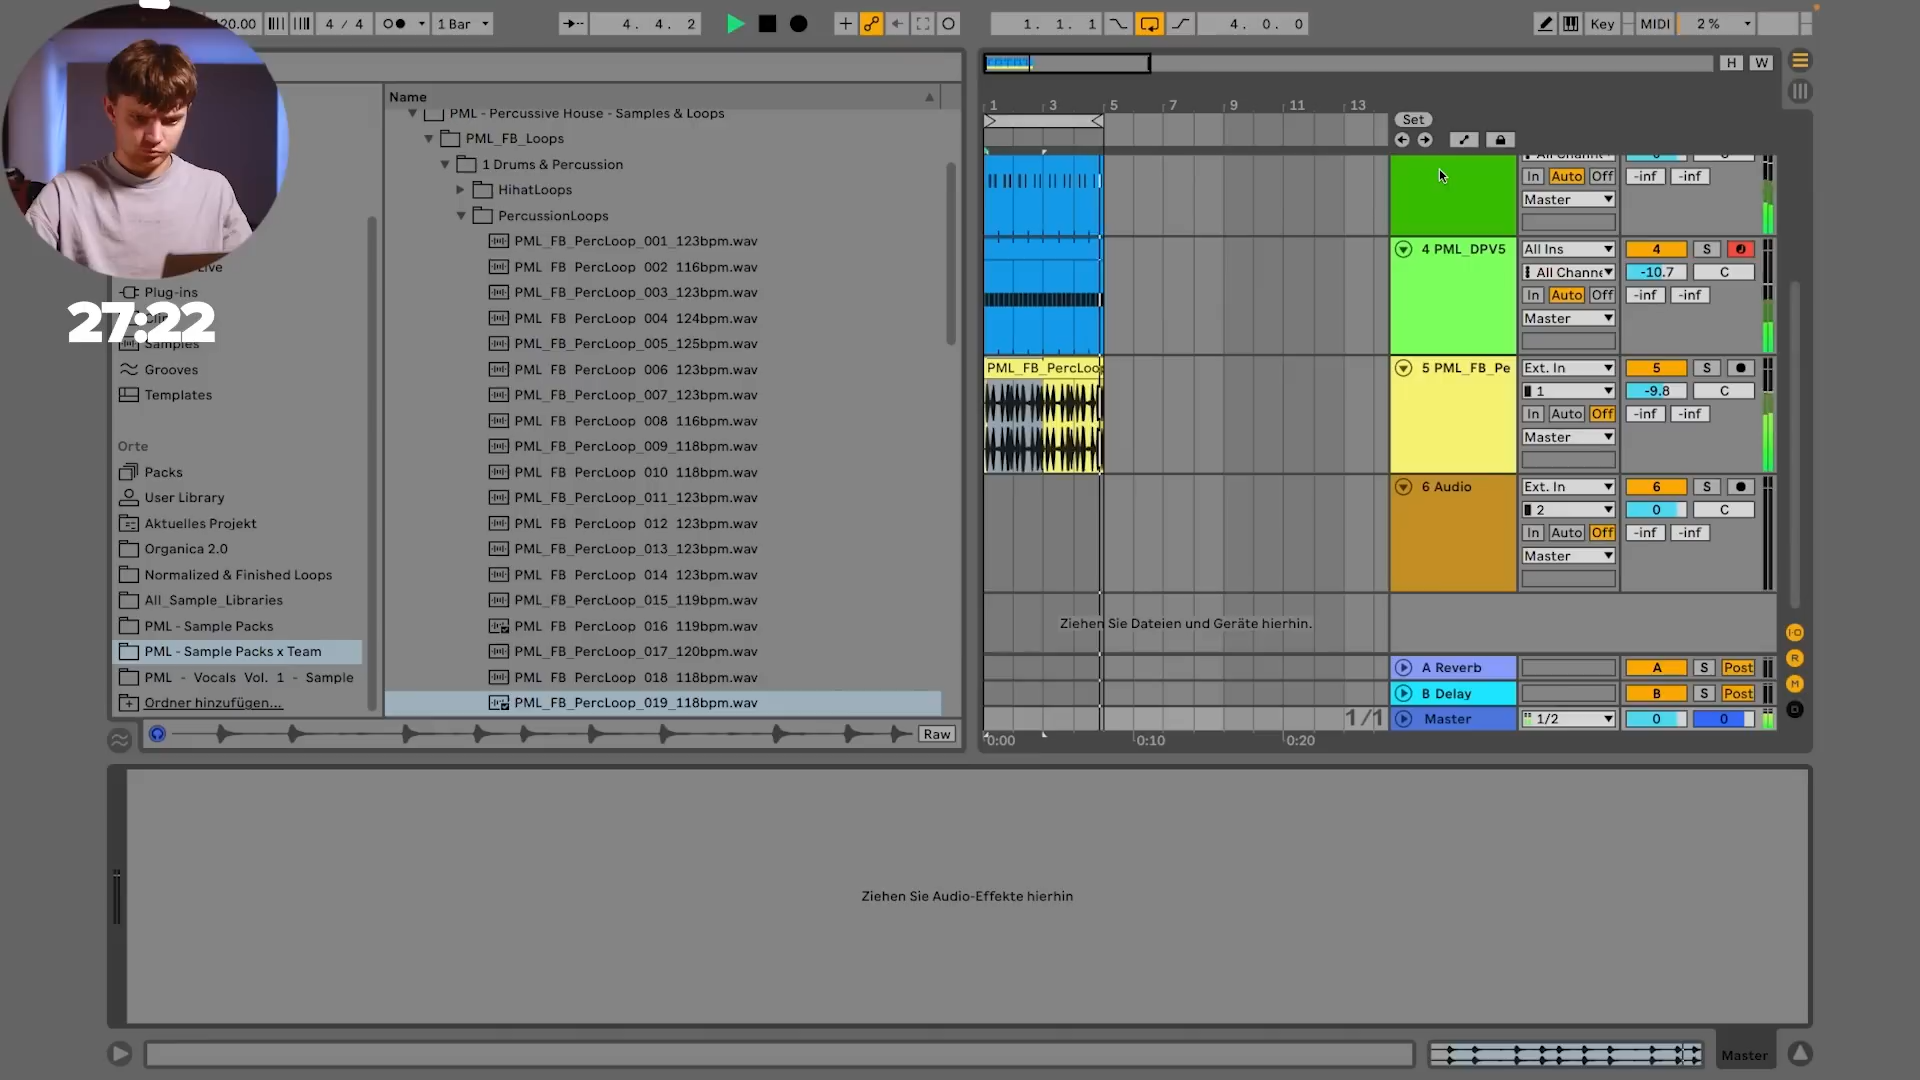 120.00 4 / 4 1 Bar 4. 4. 2 1. 1. 1 4. 0. 0 Key MIDI 2 %
H W
Name
PML - Percussive House - Samples & Loops
PML_FB_Loops
1 Drums & Percussion
HihatLoops
PercussionLoops
PML_FB_PercLoop_001_123bpm.wav
PML_FB_PercLoop_002_116bpm.wav
PML_FB_PercLoop_003_123bpm.wav
PML_FB_PercLoop_004_124bpm.wav
PML_FB_PercLoop_005_125bpm.wav
PML_FB_PercLoop_006_123bpm.wav
PML_FB_PercLoop_007_123bpm.wav
PML_FB_PercLoop_008_116bpm.wav
PML_FB_PercLoop_009_118bpm.wav
PML_FB_PercLoop_010_118bpm.wav
PML_FB_PercLoop_011_123bpm.wav
PML_FB_PercLoop_012_123bpm.wav
PML_FB_PercLoop_013_123bpm.wav
PML_FB_PercLoop_014_123bpm.wav
PML_FB_PercLoop_015_119bpm.wav
PML_FB_PercLoop_016_119bpm.wav
PML_FB_PercLoop_017_120bpm.wav
PML_FB_PercLoop_018_118bpm.wav
PML_FB_PercLoop_019_118bpm.wav
Raw
Live
Plug-ins
27:22
Samples
Grooves
Templates
Orte
Packs
User Library
Aktuelles Projekt
Organica 2.0
Normalized & Finished Loops
All_Sample_Libraries
PML - Sample Packs
PML - Sample Packs x Team
PML - Vocals Vol. 1 - Sample
Ordner hinzufügen...
1 3 5 7 9 11 13
Set
In Auto Off -inf -inf
Master
4 PML_DPV5 All Ins 4 S
All Channe -10.7 C
In Auto Off -inf -inf
Master
PML_FB_PercLoo
5 PML_FB_Pe Ext. In 5 S
1 -9.8 C
In Auto Off -inf -inf
Master
6 Audio Ext. In 6 S
2 0 C
In Auto Off -inf -inf
Master
Ziehen Sie Dateien und Geräte hierhin.
A Reverb A S Post
B Delay B S Post
1/1 Master 1/2 0 0
0:00 0:10 0:20
I·O
R
M
D
Ziehen Sie Audio-Effekte hierhin
Master